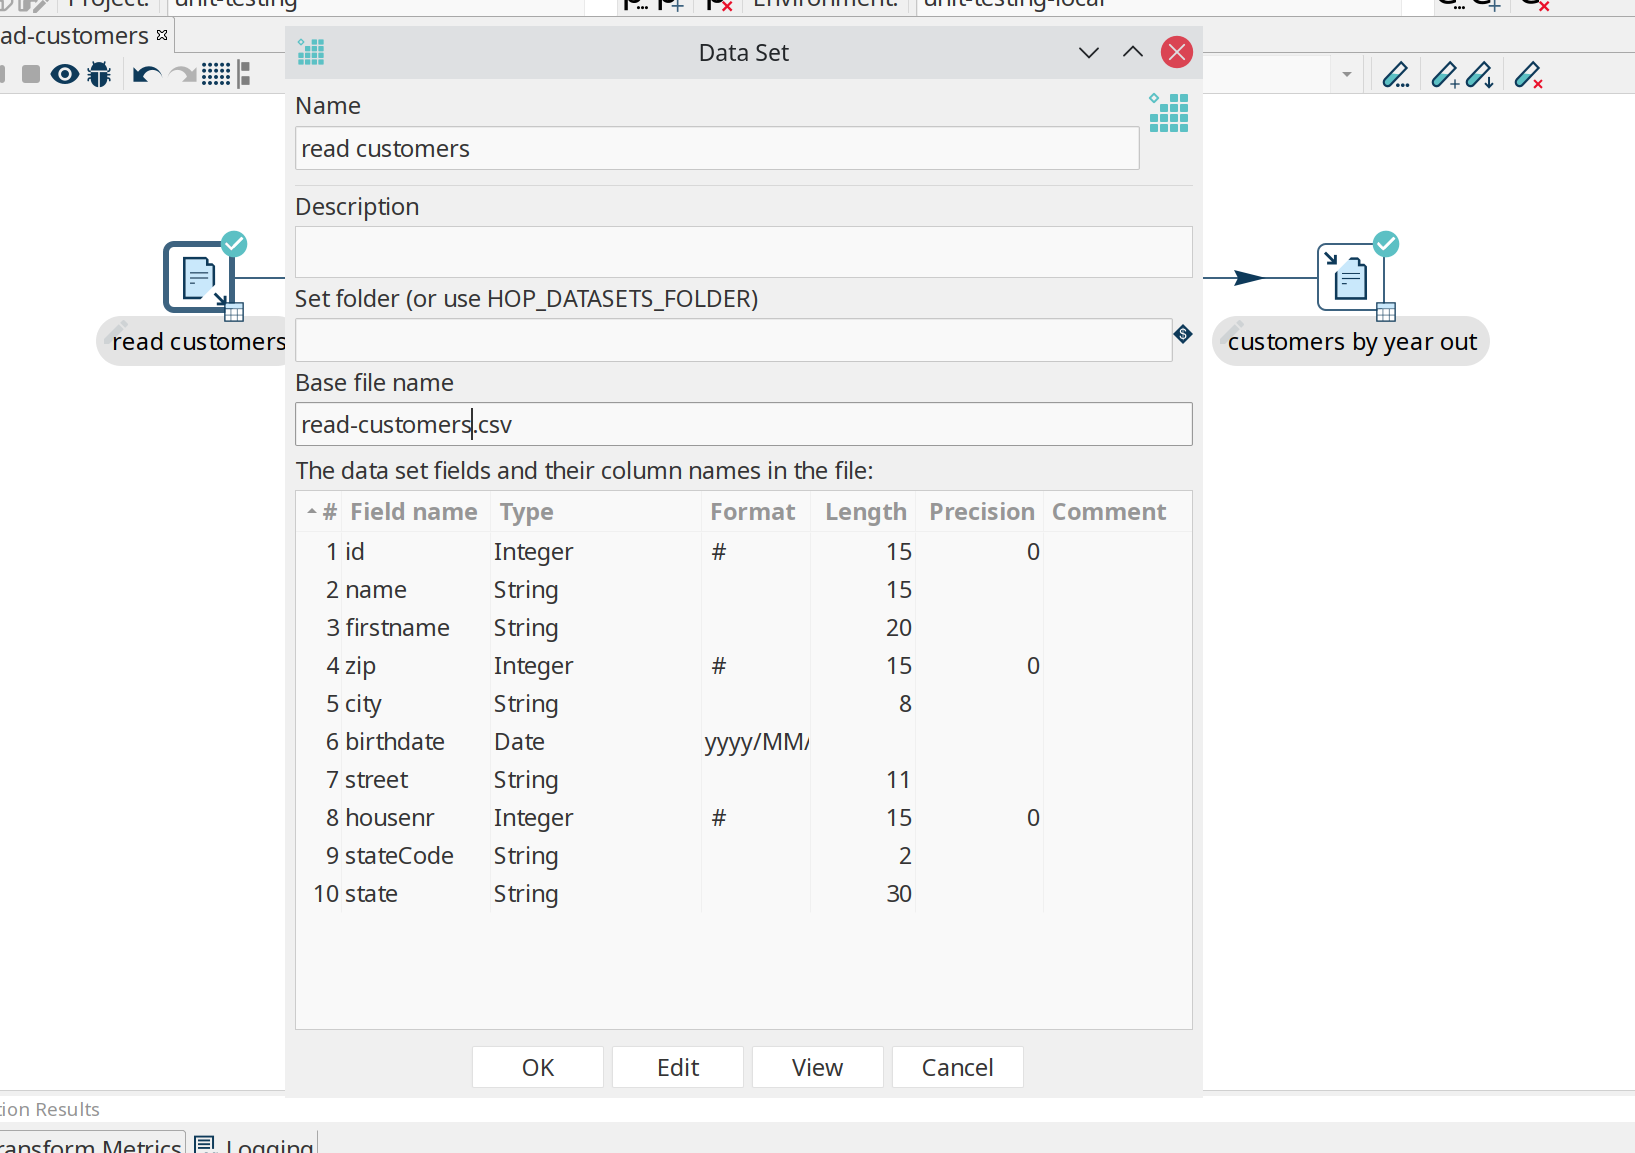 Project: unit-testing Environment: unit-testing-local
ad-customers
Data Set
Name
read customers
Description
Set folder (or use HOP_DATASETS_FOLDER)
Base file name
read-customers.csv
The data set fields and their column names in the file:
# Field name Type Format Length Precision Comment
1 id Integer # 15 0
2 name String 15
3 firstname String 20
4 zip Integer # 15 0
5 city String 8
6 birthdate Date yyyy/MM/
7 street String 11
8 housenr Integer # 15 0
9 stateCode String 2
10 state String 30
OK Edit View Cancel
read customers
customers by year out
tion Results
ransform Metrics Logging